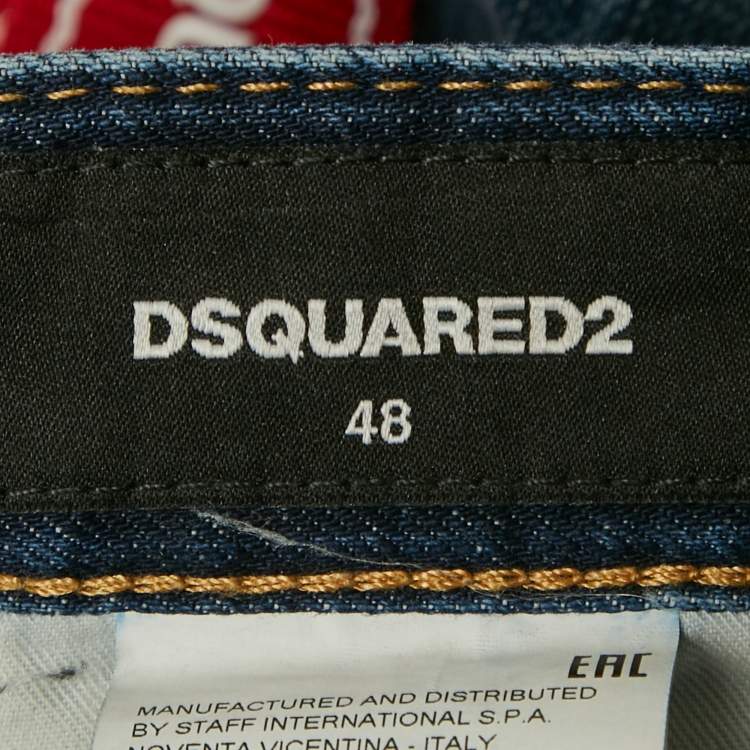 DSQUARED2
48
EAC
MANUFACTURED AND DISTRIBUTED
BY STAFF INTERNATIONAL S.P.A.
NOVENTA VICENTINA - ITALY